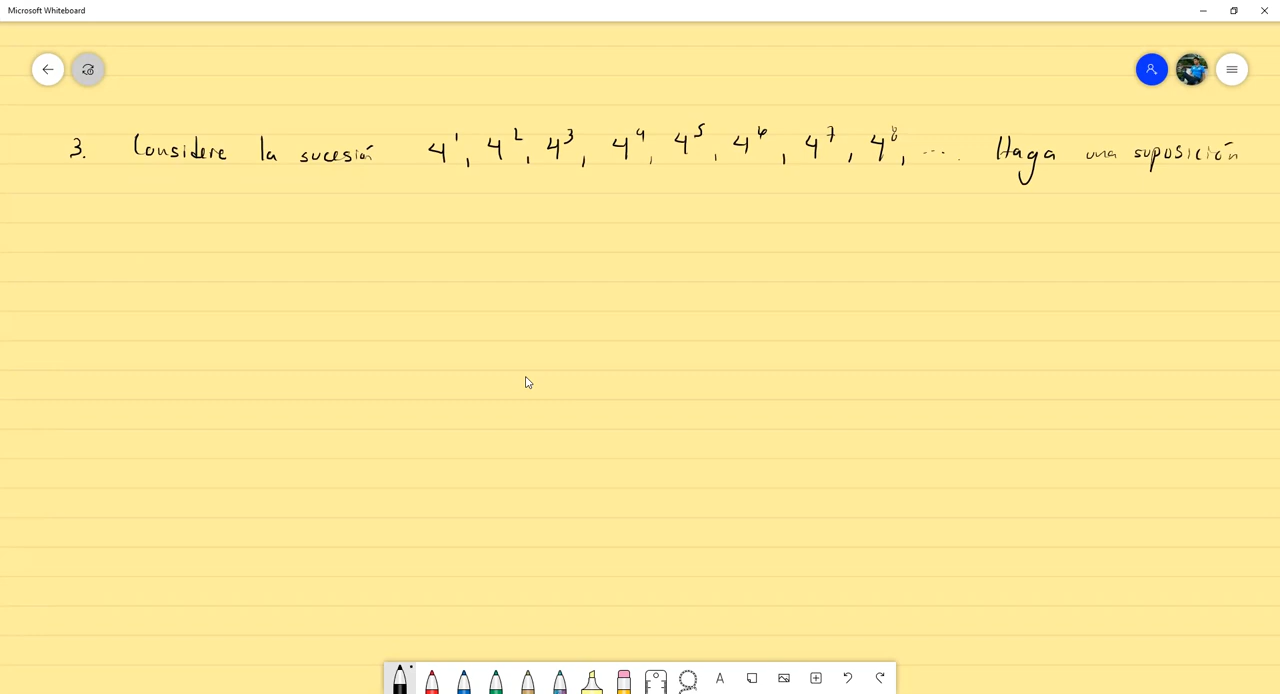 Microsoft Whiteboard
3. Considere la sucesión 4¹, 4², 4³, 4⁴, 4⁵, 4⁶, 4⁷, 4⁸, ... Haga una suposición
A